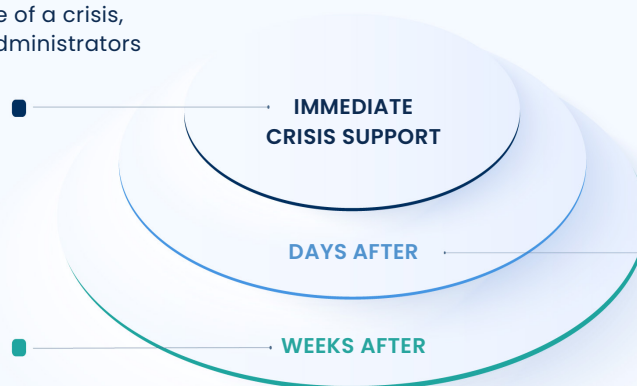 e of a crisis,
dministrators
IMMEDIATE
CRISIS SUPPORT
DAYS AFTER
WEEKS AFTER